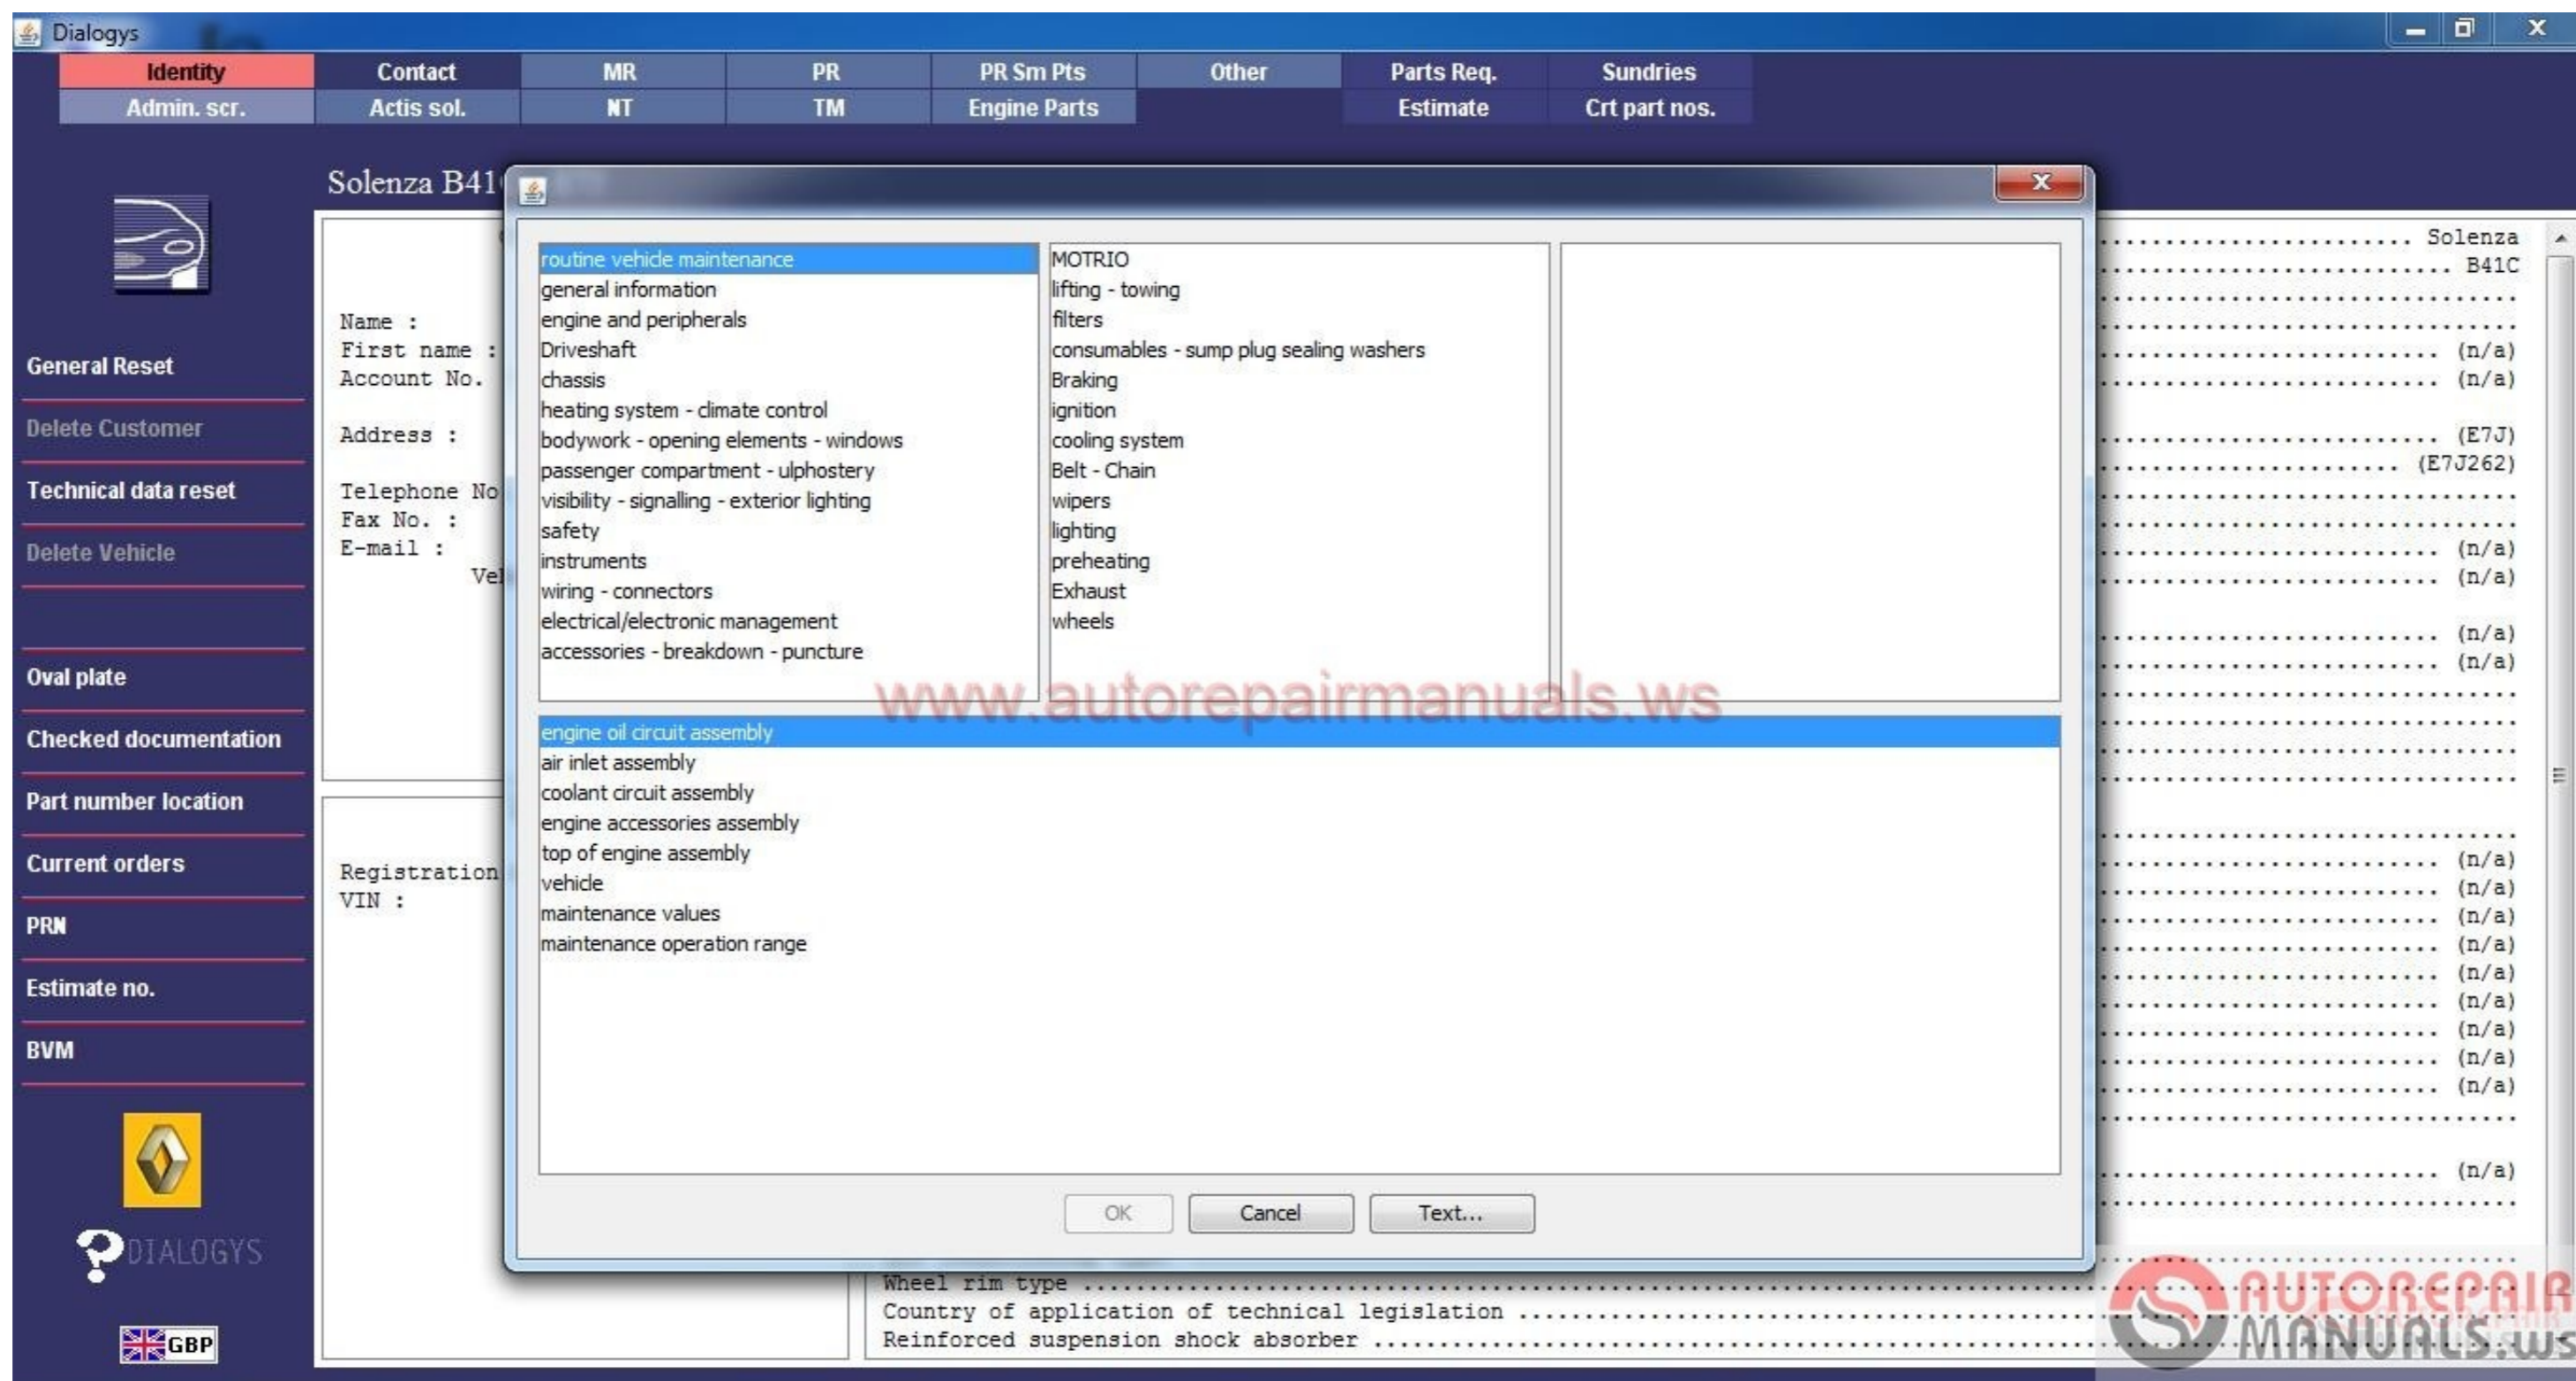 Dialogys
Identity Contact MR PR PR Sm Pts Other Parts Req. Sundries
Admin. scr. Actis sol. NT TM Engine Parts Estimate Crt part nos.
Solenza B41
General Reset
Delete Customer
Technical data reset
Delete Vehicle
Oval plate
Checked documentation
Part number location
Current orders
PRN
Estimate no.
BVM
DIALOGYS
GBP
Name :
First name :
Account No.
Address :
Telephone No
Fax No. :
E-mail :
Registration
VIN :
routine vehicle maintenance
general information
engine and peripherals
Driveshaft
chassis
heating system - climate control
bodywork - opening elements - windows
passenger compartment - ulphostery
visibility - signalling - exterior lighting
safety
instruments
wiring - connectors
electrical/electronic management
accessories - breakdown - puncture
MOTRIO
lifting - towing
filters
consumables - sump plug sealing washers
Braking
ignition
cooling system
Belt - Chain
wipers
lighting
preheating
Exhaust
wheels
www.autorepairmanuals.ws
engine oil circuit assembly
air inlet assembly
coolant circuit assembly
engine accessories assembly
top of engine assembly
vehicle
maintenance values
maintenance operation range
OK Cancel Text...
Solenza
B41C
(n/a)
(n/a)
(E7J)
(E7J262)
(n/a)
(n/a)
(n/a)
(n/a)
(n/a)
(n/a)
(n/a)
(n/a)
(n/a)
(n/a)
(n/a)
(n/a)
(n/a)
(n/a)
Wheel rim type
Country of application of technical legislation
Reinforced suspension shock absorber
AUTOREPAIR
MANUALS.WS